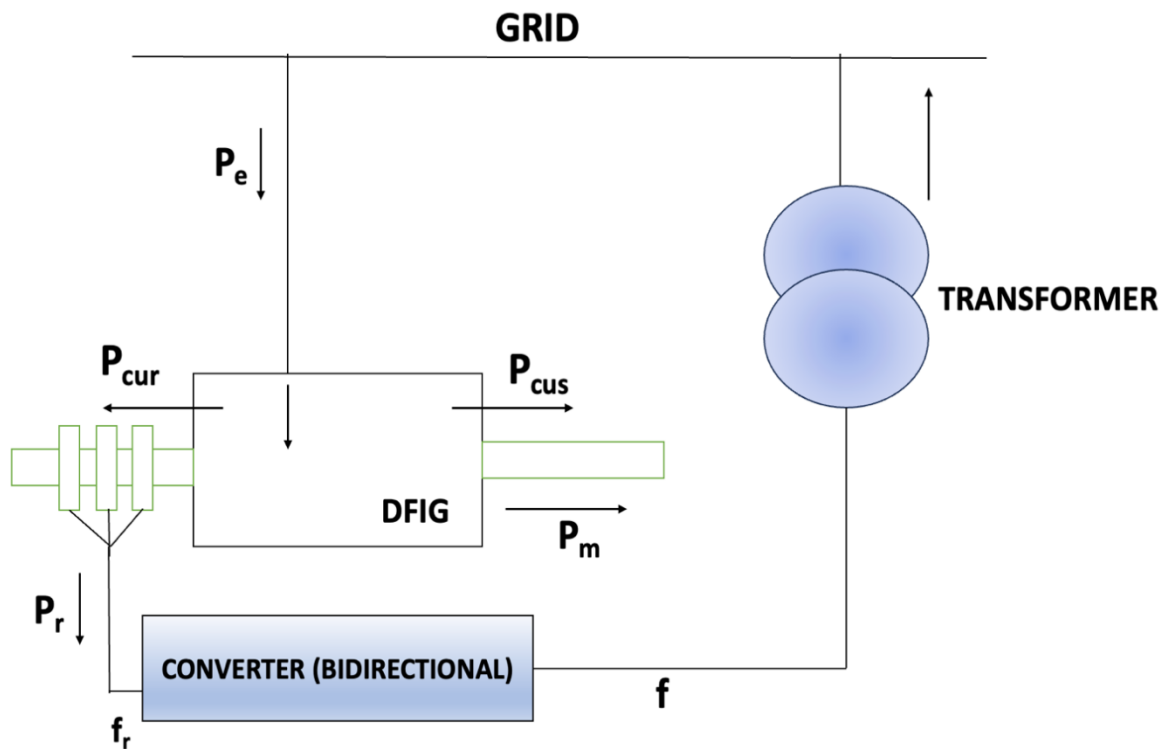 GRID
Pe
TRANSFORMER
Pcur
Pcus
DFIG
Pm
Pr
CONVERTER (BIDIRECTIONAL)
f
fr